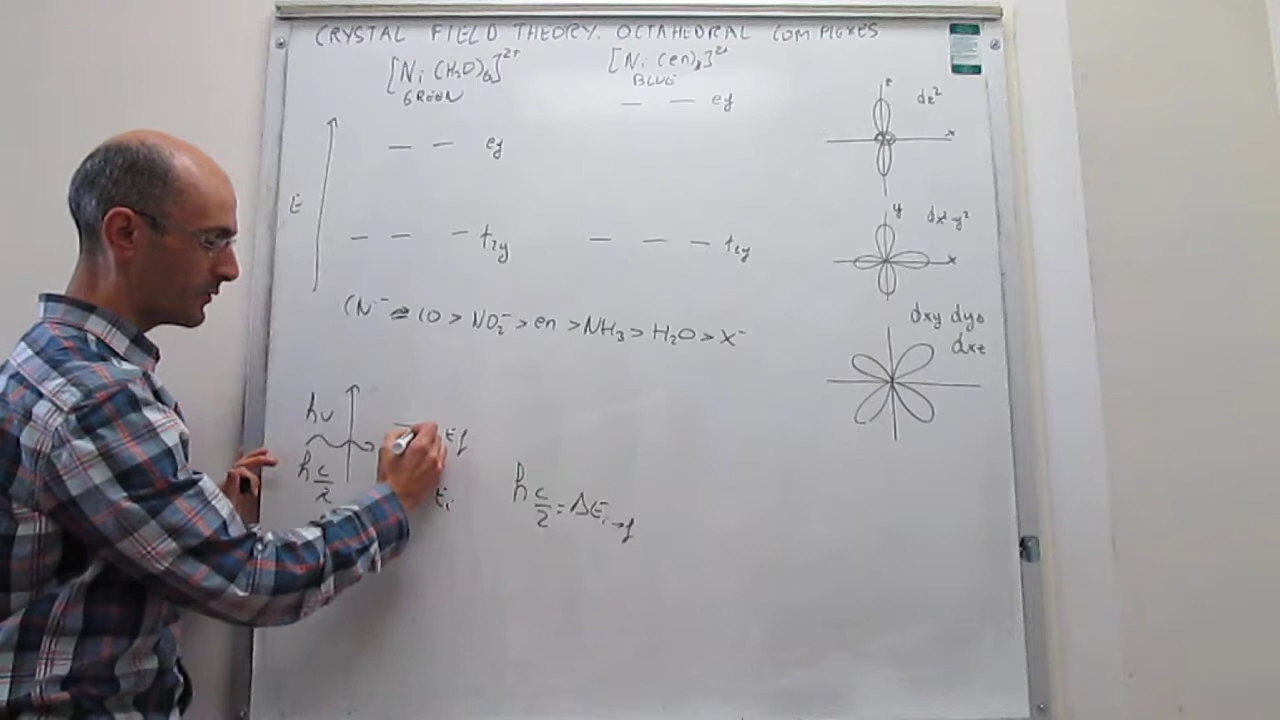 CRYSTAL FIELD THEORY. OCTAHEDRAL COMPLEXES
[Ni (H2O)6]2+ [Ni (en)3]2+
GREEN BLUE
eg
eg
E
t2g t2g
CN- ≈ CO > NO2- > en > NH3 > H2O > X-
z
dz2
x
y
dx2-y2
x
dxy dyz
dxz
hν
h c/λ
Ef
Ei
h c/λ = ΔEi→f